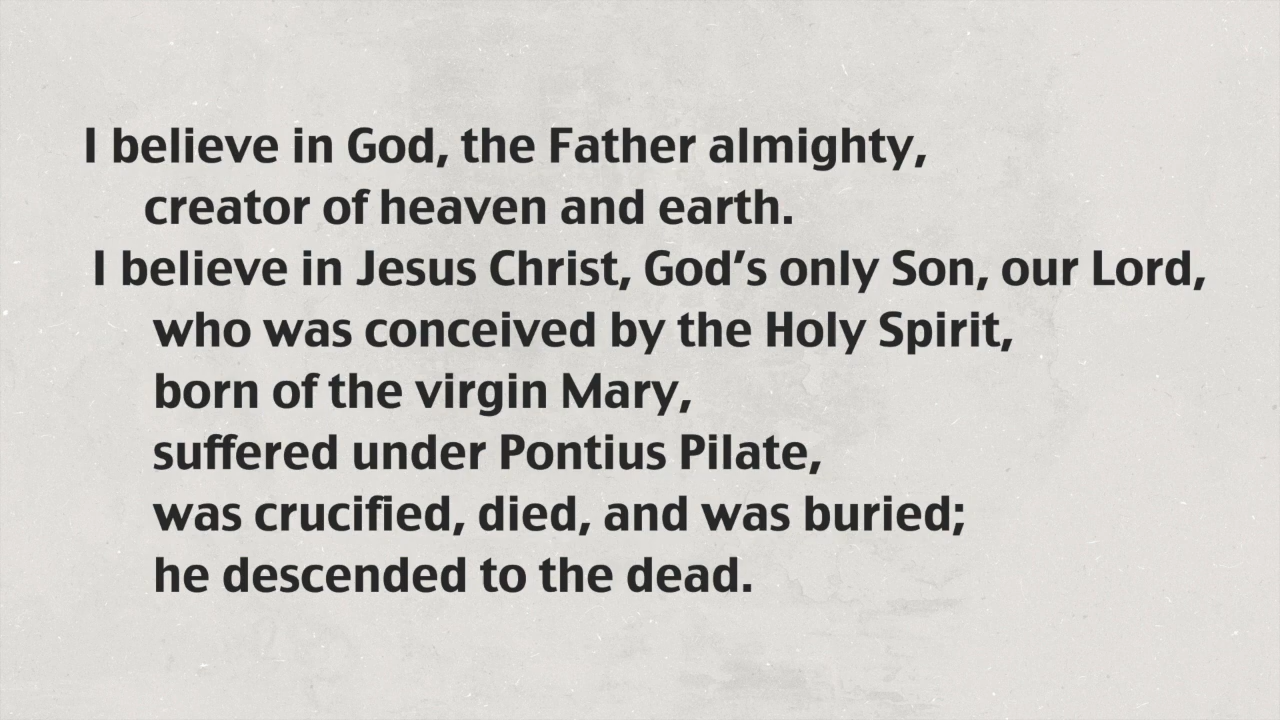 I believe in God, the Father almighty,
creator of heaven and earth.
I believe in Jesus Christ, God’s only Son, our Lord,
who was conceived by the Holy Spirit,
born of the virgin Mary,
suffered under Pontius Pilate,
was crucified, died, and was buried;
he descended to the dead.